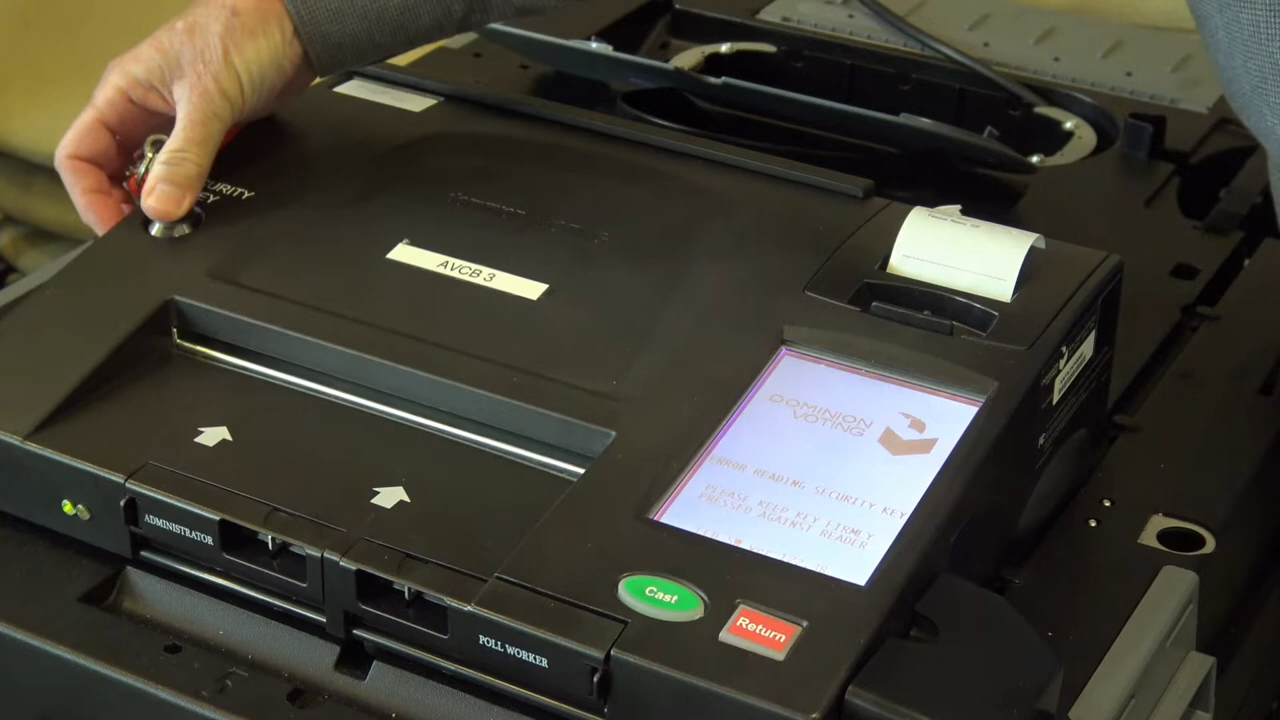 SECURITY
KEY
AVCB 3
DOMINION
VOTING
ERROR READING SECURITY KEY
PLEASE KEEP KEY FIRMLY
PRESSED AGAINST READER
ADMINISTRATOR
POLL WORKER
Cast
Return